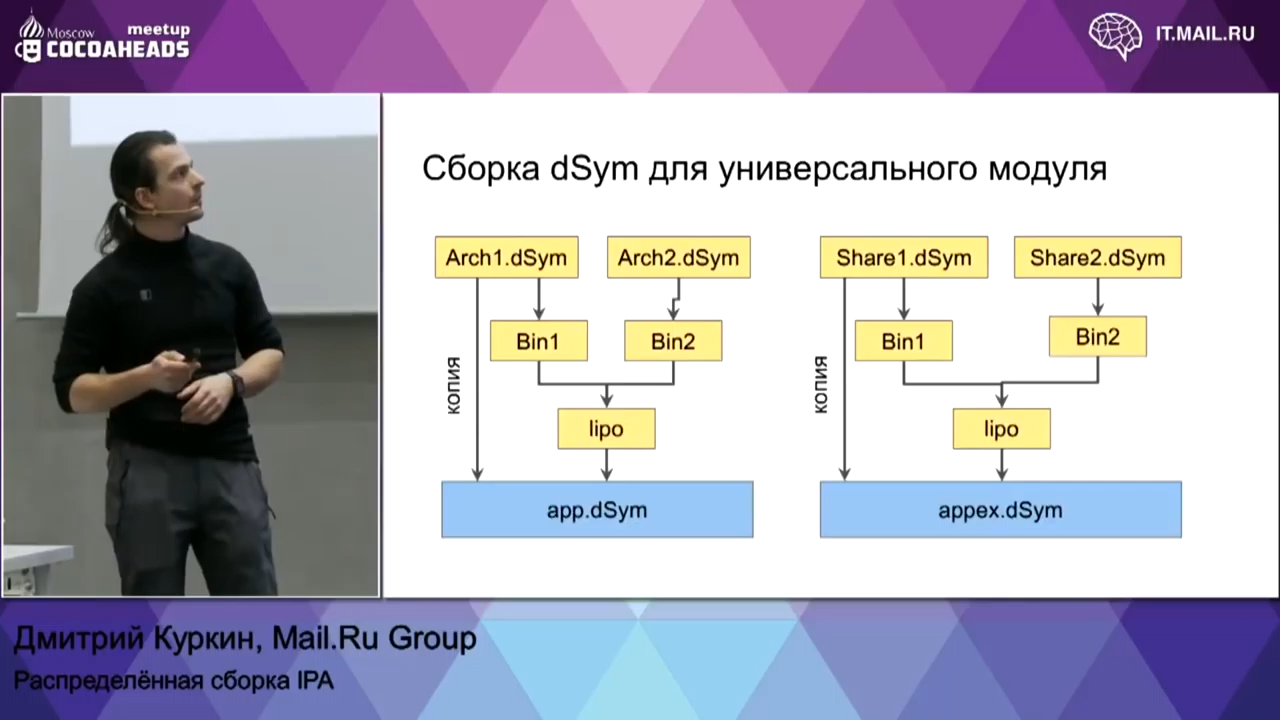 Moscow meetup
COCOAHEADS
IT.MAIL.RU
Сборка dSym для универсального модуля
Arch1.dSym
Arch2.dSym
Share1.dSym
Share2.dSym
Bin1
Bin2
Bin1
Bin2
копия
копия
lipo
lipo
app.dSym
appex.dSym
Дмитрий Куркин, Mail.Ru Group
Распределённая сборка IPA